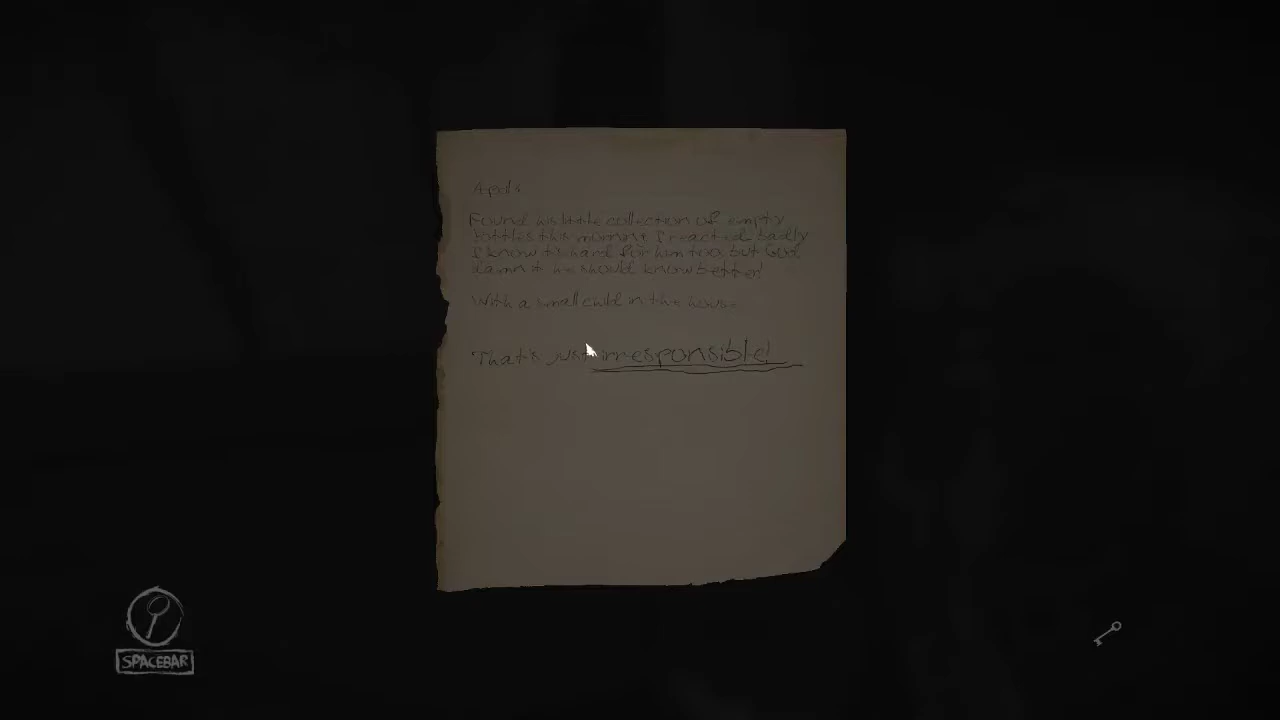 April 8
Found his little collection of empty
bottles this morning. I reacted badly
I know it's hard for him too, but God
damn it he should know better!
With a small child in the house
That's just irresponsible!
SPACEBAR